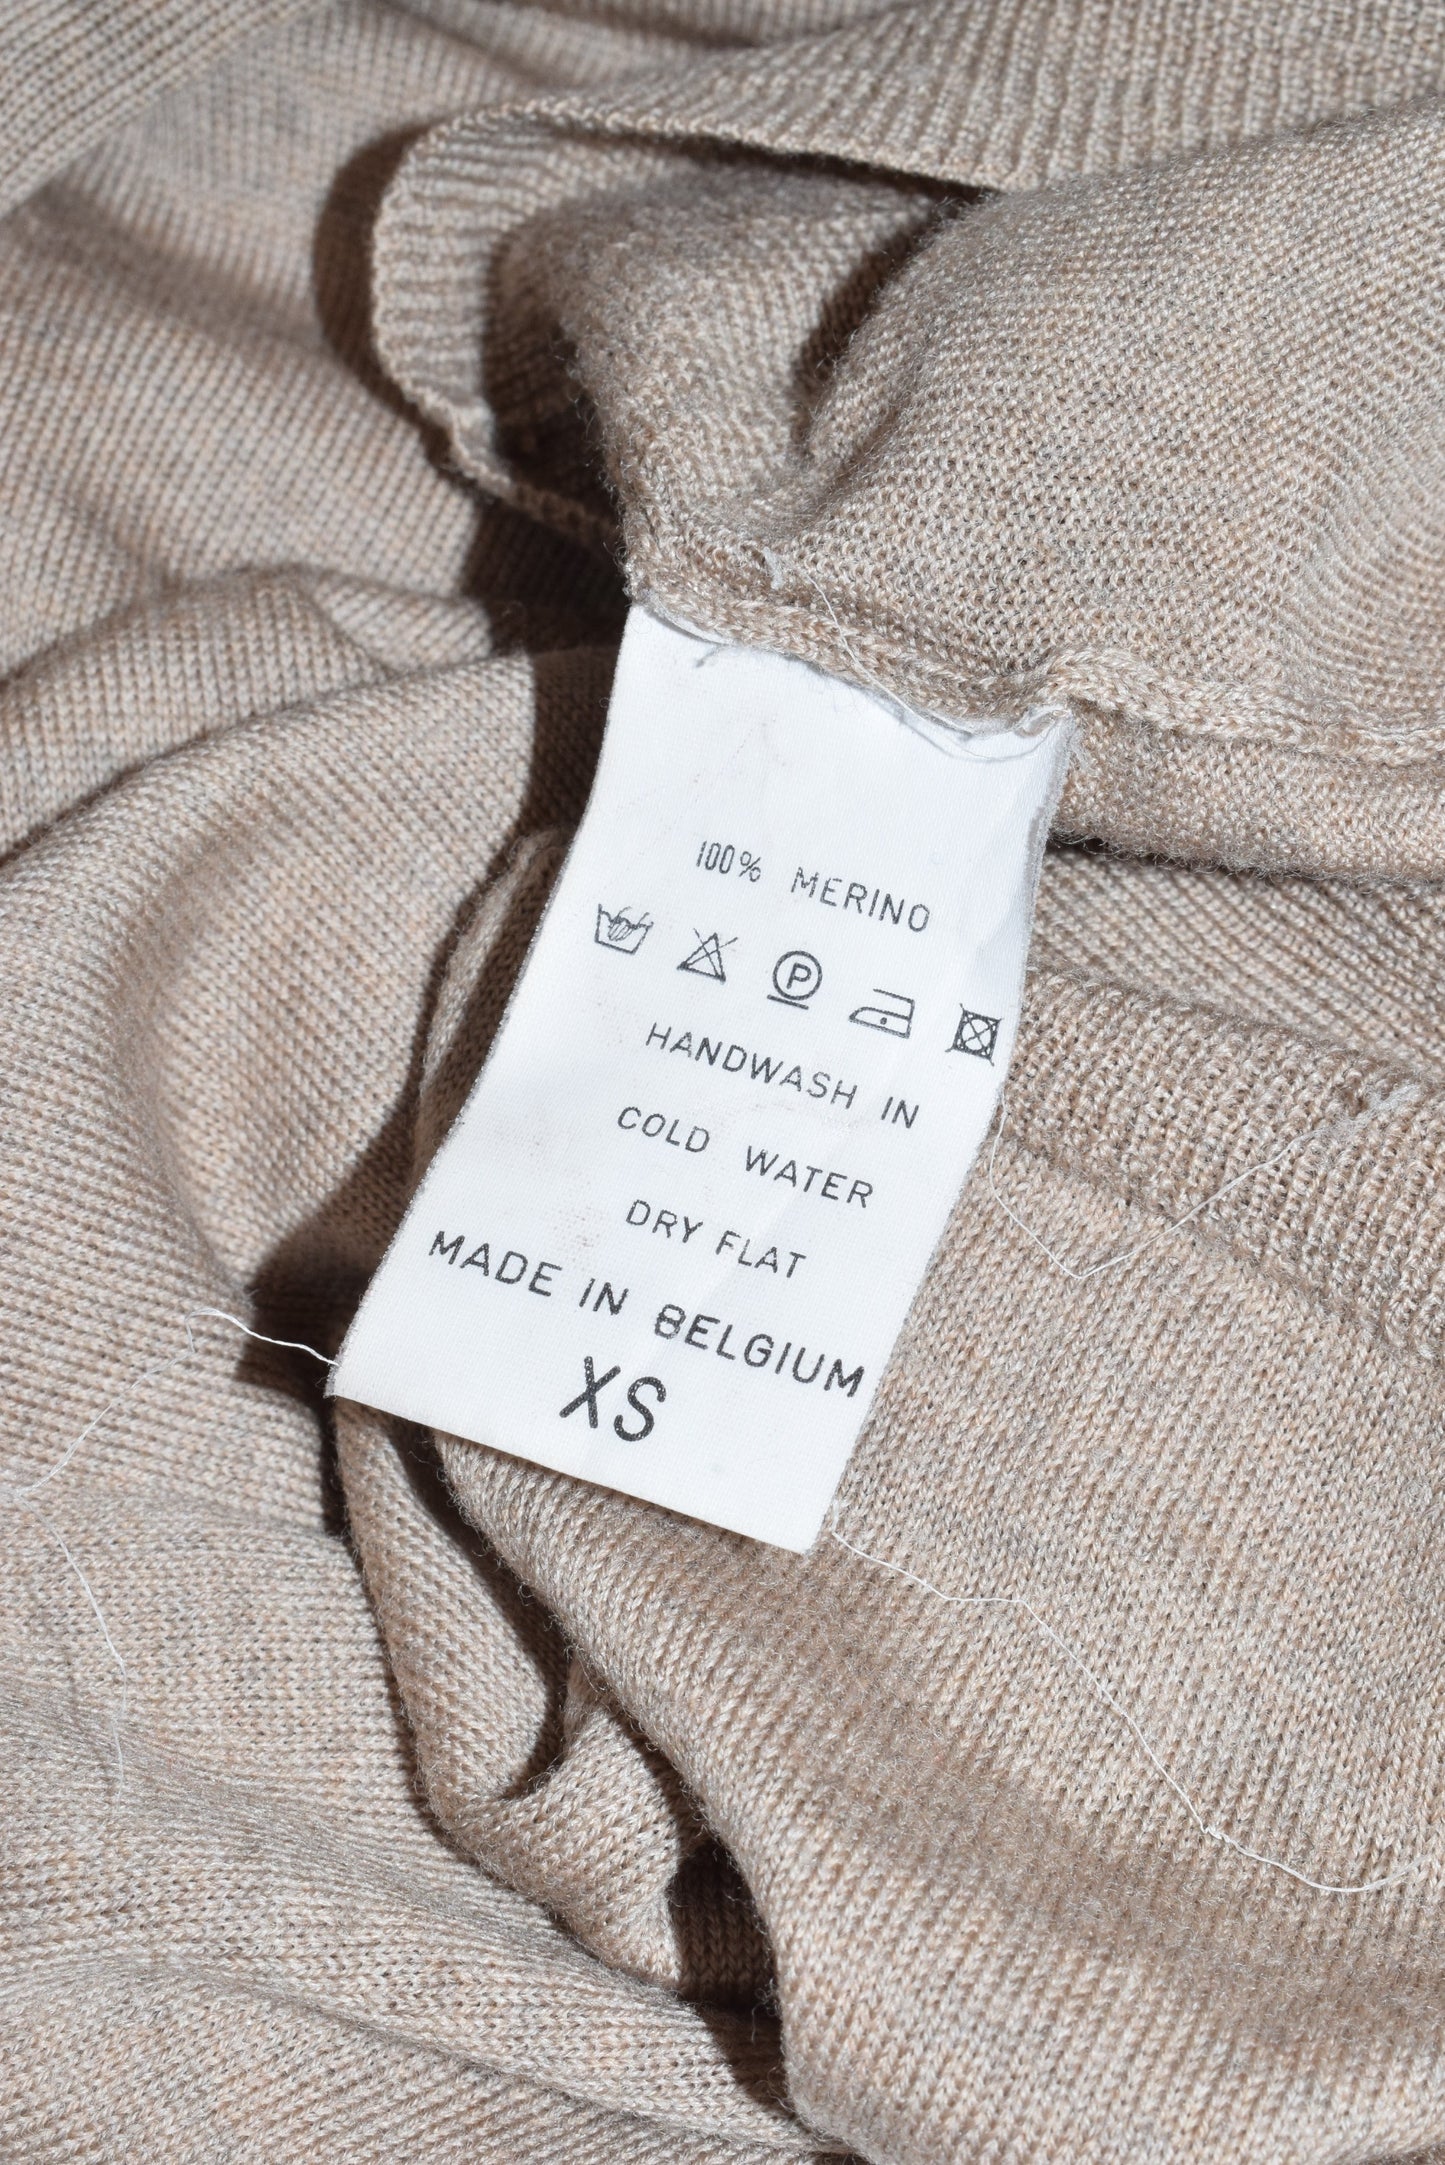 100% MERINO
P
HANDWASH IN
COLD WATER
DRY FLAT
MADE IN BELGIUM
XS